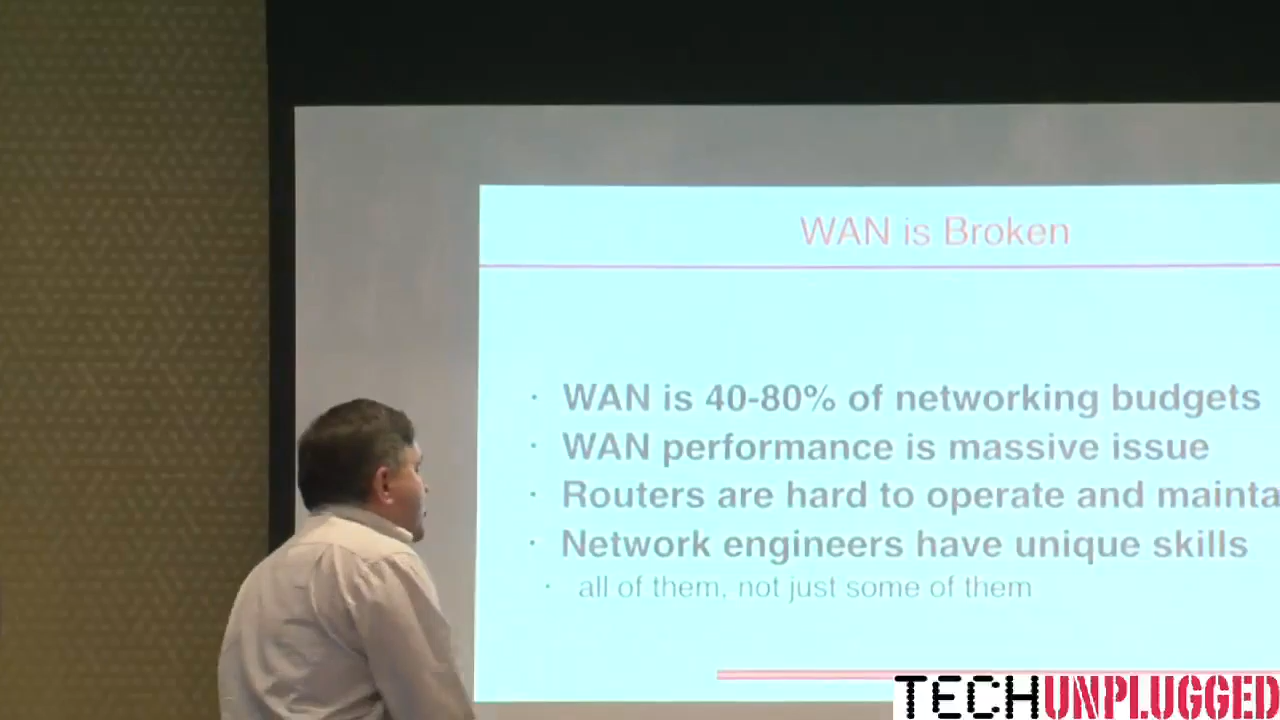 WAN is Broken
· WAN is 40-80% of networking budgets
· WAN performance is massive issue
· Routers are hard to operate and mainta
· Network engineers have unique skills
· all of them, not just some of them
TECHUNPLUGGED